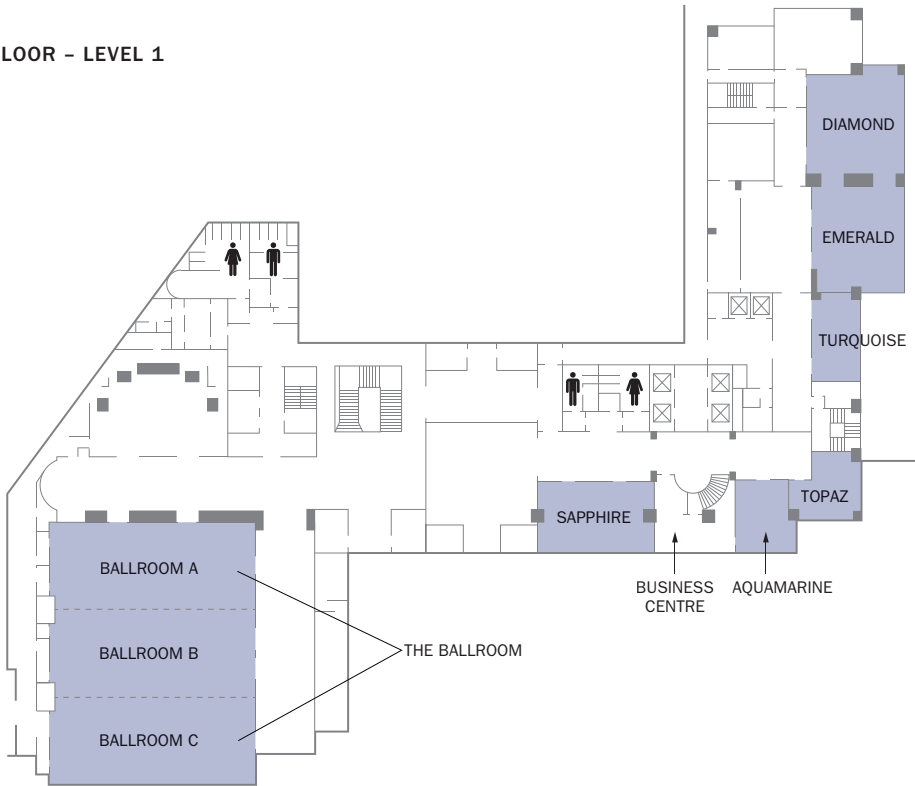 LOOR – LEVEL 1
DIAMOND
EMERALD
TURQUOISE
TOPAZ
SAPPHIRE
BUSINESS
CENTRE
AQUAMARINE
BALLROOM A
BALLROOM B
THE BALLROOM
BALLROOM C